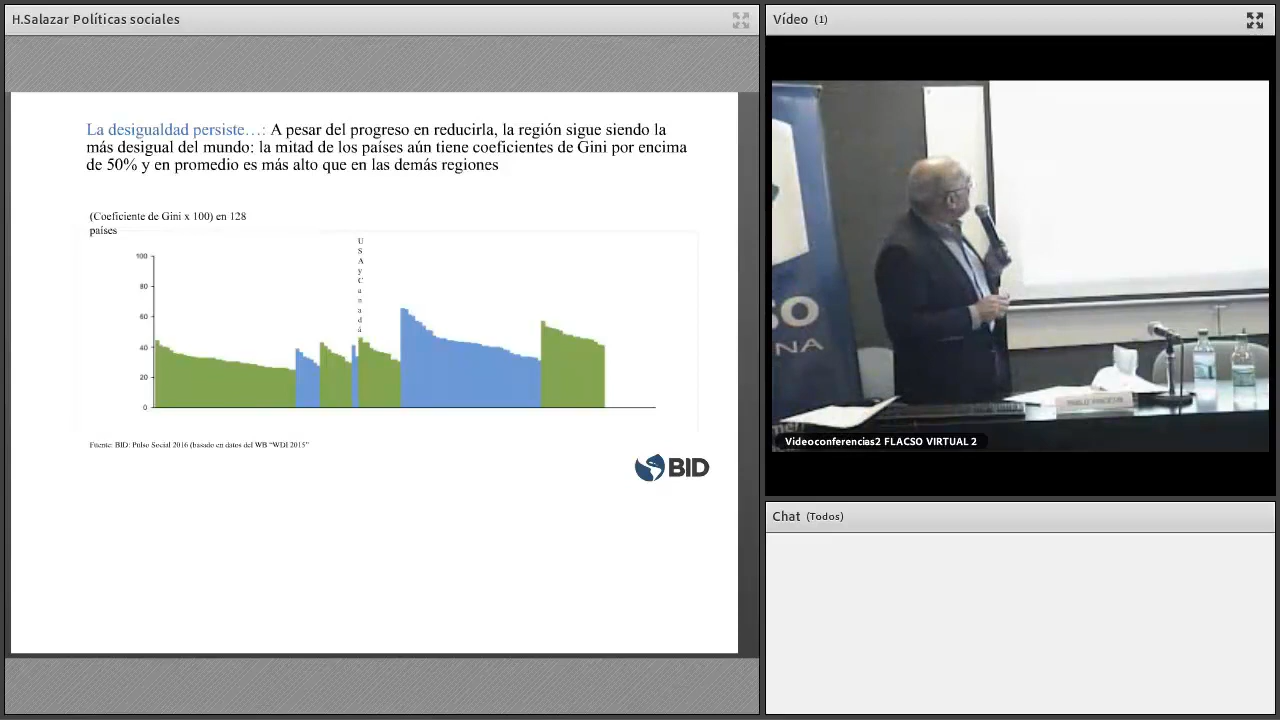 H.Salazar Políticas sociales
La desigualdad persiste…: A pesar del progreso en reducirla, la región sigue siendo la
más desigual del mundo: la mitad de los países aún tiene coeficientes de Gini por encima
de 50% y en promedio es más alto que en las demás regiones
(Coeficiente de Gini x 100) en 128
países
U
S
A
y
C
a
n
a
d
á
100
80
60
40
20
0
Fuente: BID: Pulso Social 2016 (basado en datos del WB “WDI 2015”
BID
Vídeo (1)
SO
NA
Videoconferencias2 FLACSO VIRTUAL 2
Chat (Todos)